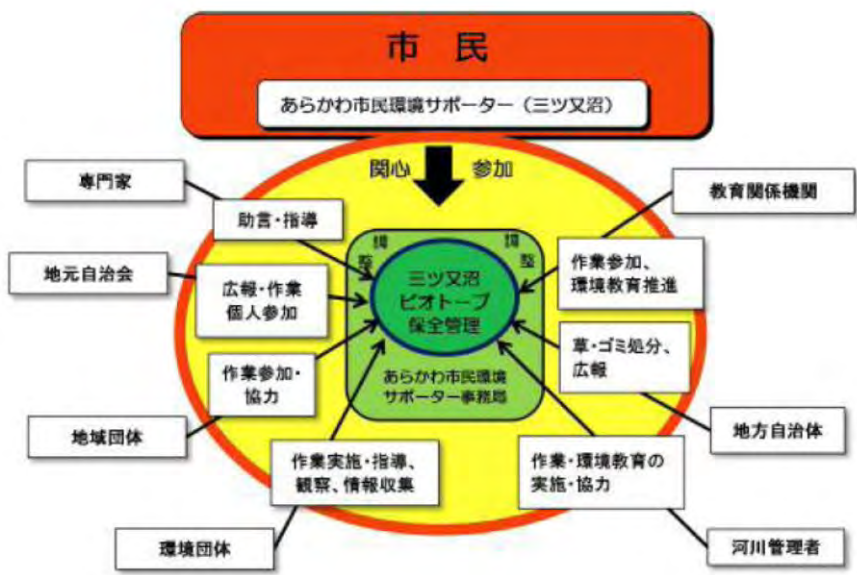 市 民
あらかわ市民環境サポーター（三ツ又沼）
関心 参加
専門家
教育関係機関
助言・指導
調整
調整
地元自治会
広報・作業
個人参加
三ツ又沼
ビオトープ
保全管理
作業参加、
環境教育推進
作業参加・
協力
草・ゴミ処分、
広報
あらかわ市民環境
サポーター事務局
地域団体
地方自治体
作業実施・指導、
観察、情報収集
作業・環境教育の
実施・協力
環境団体
河川管理者